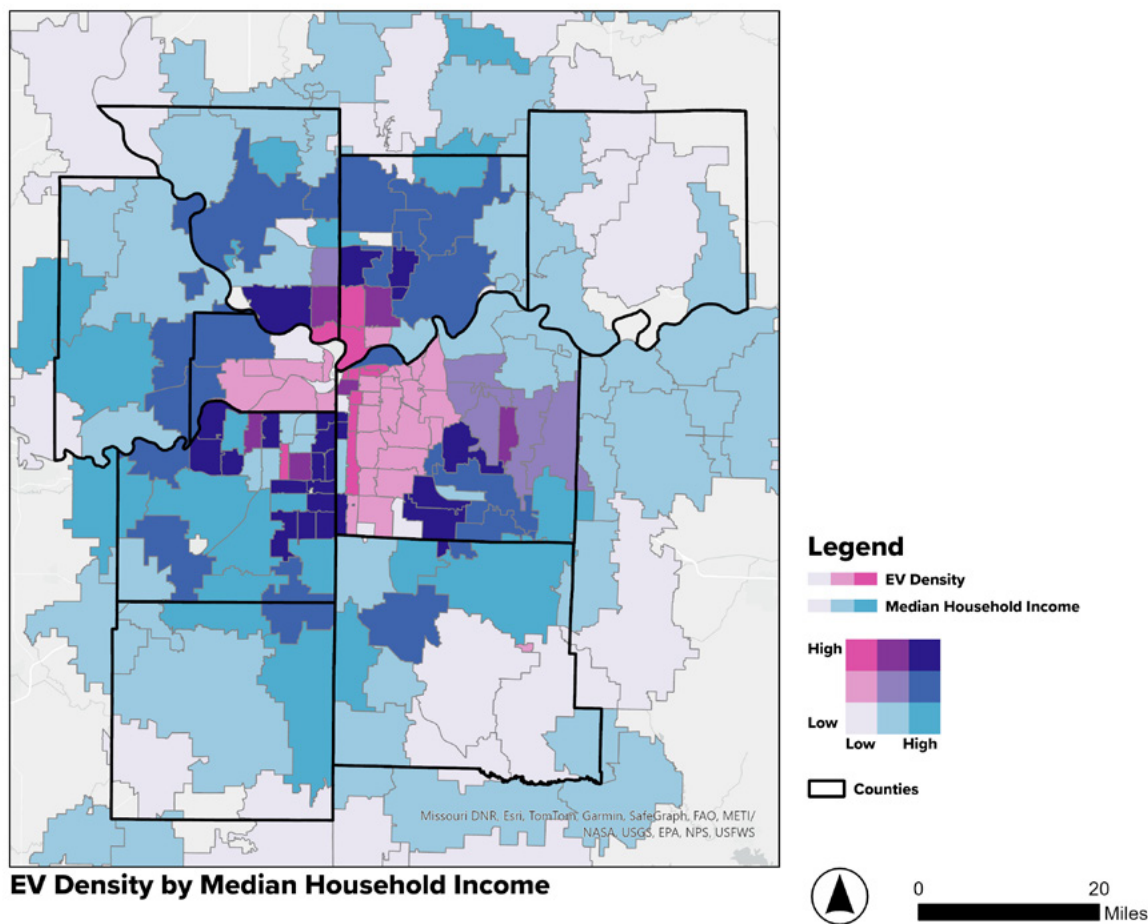 Missouri DNR, Esri, TomTom, Garmin, SafeGraph, FAO, METI/
NASA, USGS, EPA, NPS, USFWS
EV Density by Median Household Income
Legend
EV Density
Median Household Income
High
Low
Low High
Counties
0 20
Miles